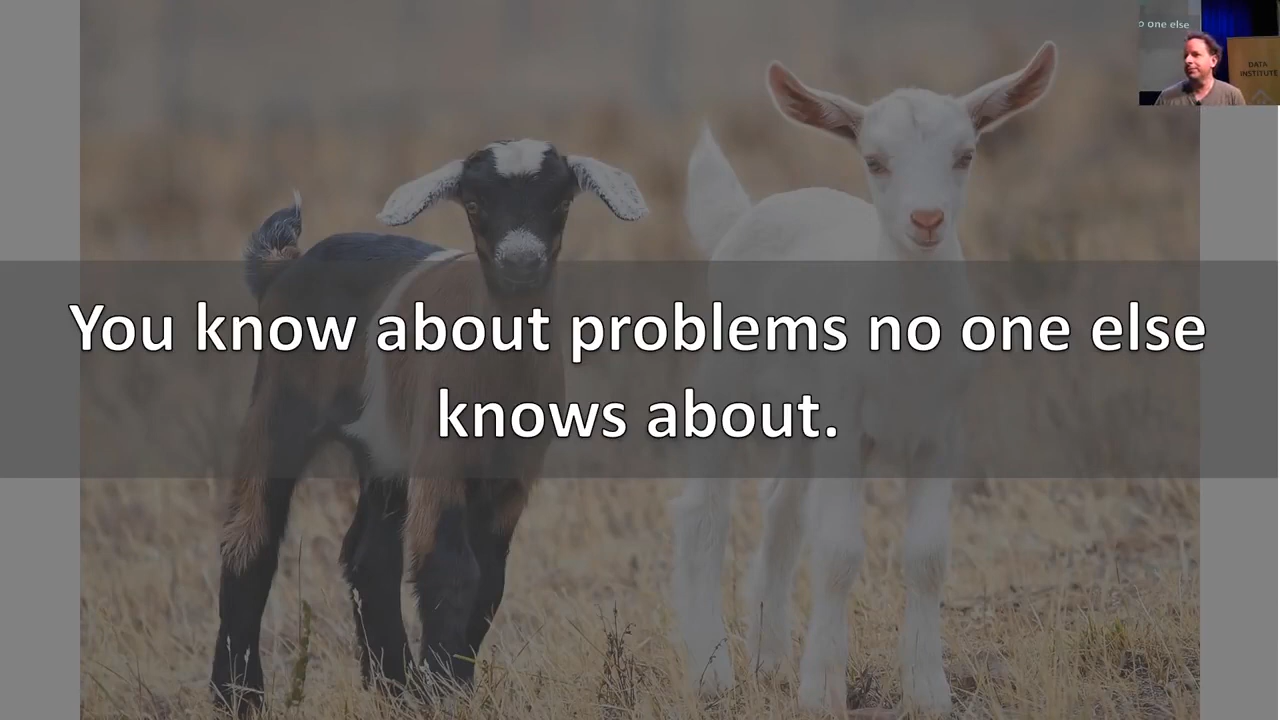 o one else
DATA
INSTITUTE
You know about problems no one else
knows about.